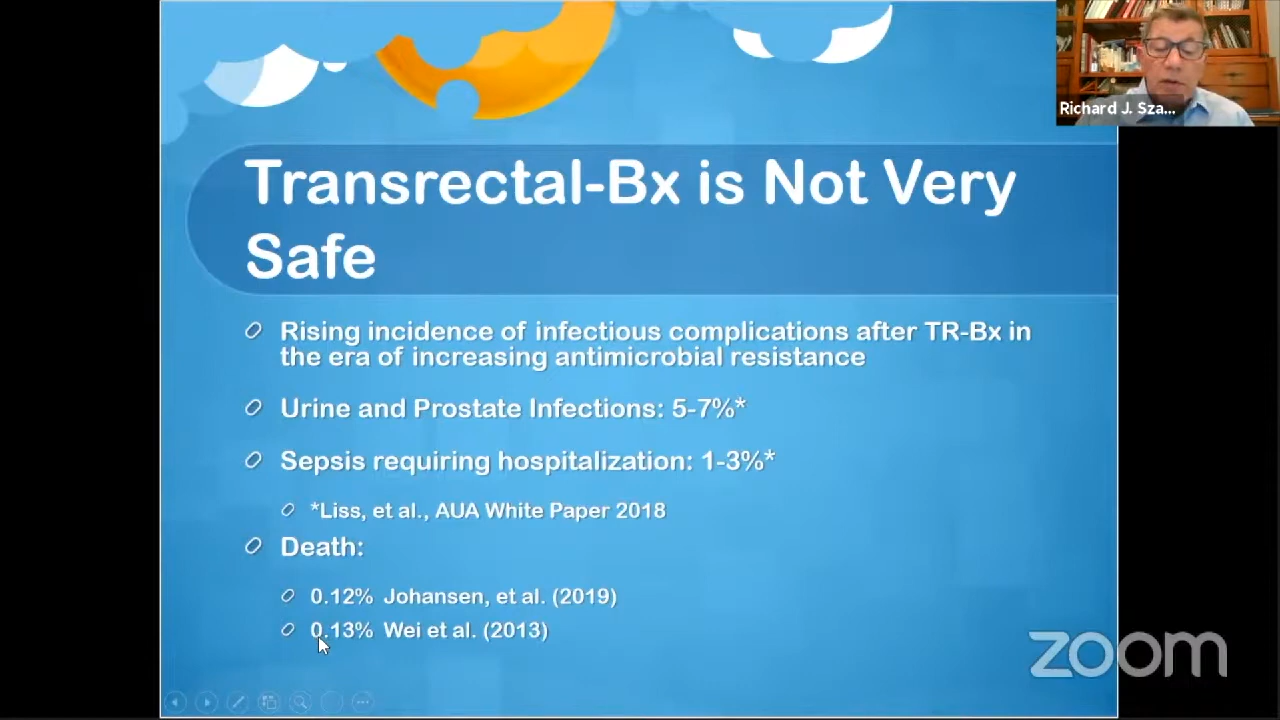 Richard J. Sza...
Transrectal-Bx is Not Very
Safe
Rising incidence of infectious complications after TR-Bx in
the era of increasing antimicrobial resistance
Urine and Prostate Infections: 5-7%*
Sepsis requiring hospitalization: 1-3%*
*Liss, et al., AUA White Paper 2018
Death:
0.12% Johansen, et al. (2019)
0.13% Wei et al. (2013)
zoom